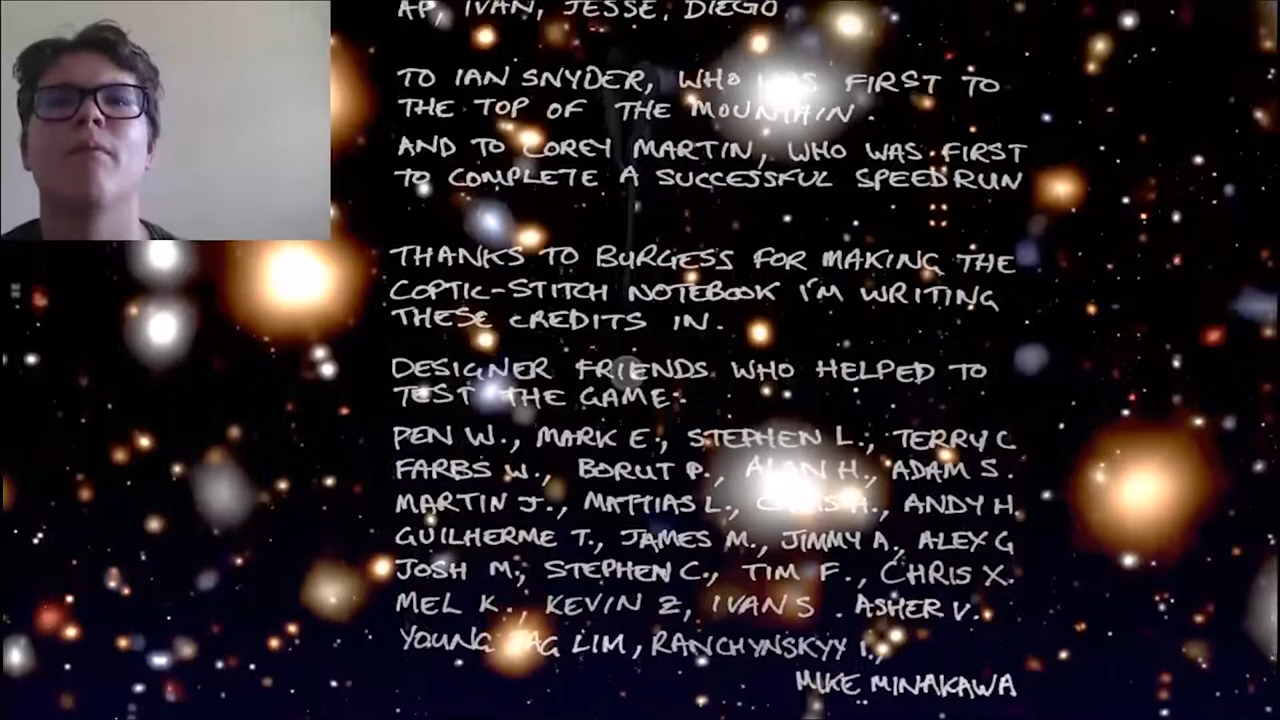 AP, IVAN, JESSE, DIEGO
TO IAN SNYDER, WHO WAS FIRST TO
THE TOP OF THE MOUNTAIN.
AND TO COREY MARTIN, WHO WAS FIRST
TO COMPLETE A SUCCESSFUL SPEEDRUN
THANKS TO BURGESS FOR MAKING THE
COPTIC-STITCH NOTEBOOK I'M WRITING
THESE CREDITS IN.
DESIGNER FRIENDS WHO HELPED TO
TEST THE GAME:
PEN W., MARK E., STEPHEN L., TERRY C
FARBS W., BORUT P., ALAN H., ADAM S.
MARTIN J., MATTIAS L., CHRIS H., ANDY H.
GUILHERME T., JAMES M., JIMMY A., ALEX G
JOSH M., STEPHEN C., TIM F., CHRIS X.
MEL K., KEVIN Z, IVAN S. ASHER V.
YOUNG LIM, RANCHYNSKYY I.,
MIKE MINAKAWA